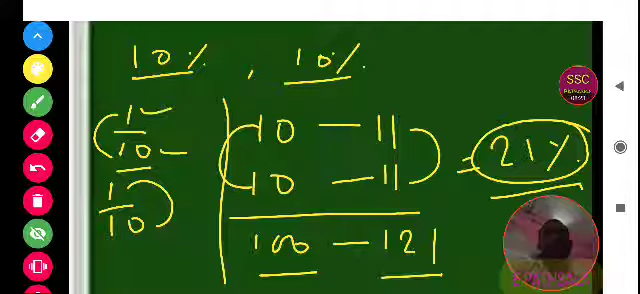 10%, 10%
1/10
1/10
10 — 11
10 — 11
= 21%
100 — 121
SSC